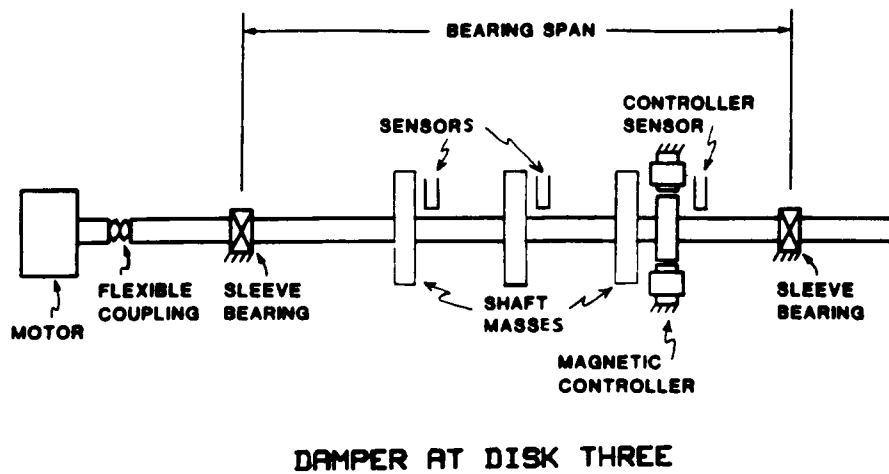 BEARING SPAN
SENSORS
CONTROLLER
SENSOR
MOTOR
FLEXIBLE
COUPLING
SLEEVE
BEARING
SHAFT
MASSES
MAGNETIC
CONTROLLER
SLEEVE
BEARING
DAMPER AT DISK THREE